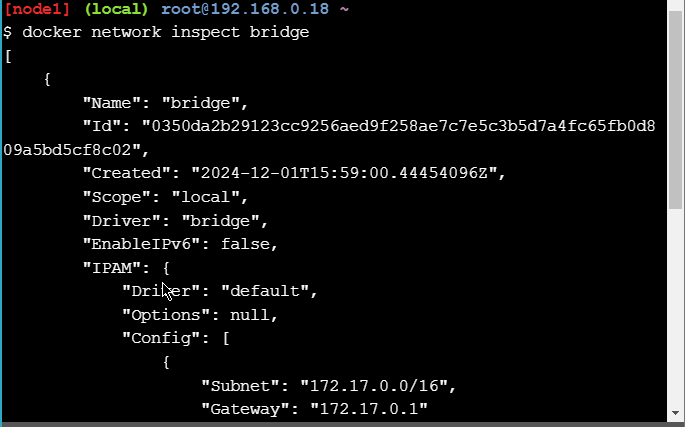 [node1] (local) root@192.168.0.18 ~
$ docker network inspect bridge
[
    {
        "Name": "bridge",
        "Id": "0350da2b29123cc9256aed9f258ae7c7e5c3b5d7a4fc65fb0d8
09a5bd5cf8c02",
        "Created": "2024-12-01T15:59:00.44454096Z",
        "Scope": "local",
        "Driver": "bridge",
        "EnableIPv6": false,
        "IPAM": {
            "Driver": "default",
            "Options": null,
            "Config": [
                {
                    "Subnet": "172.17.0.0/16",
                    "Gateway": "172.17.0.1"